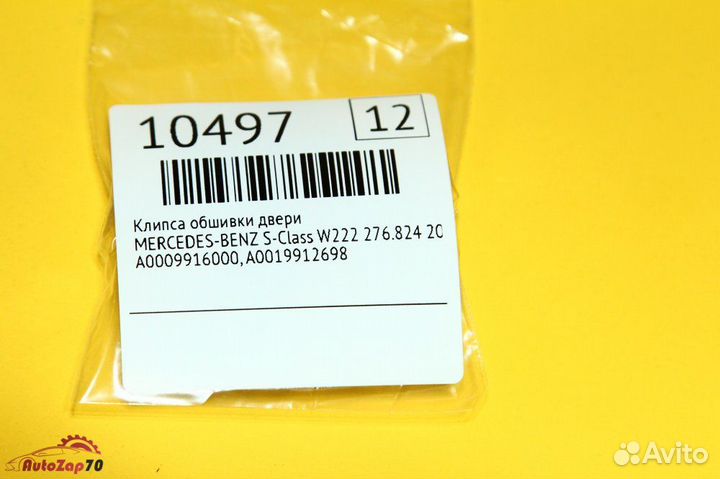 10497 12
Клипса обшивки двери
MERCEDES-BENZ S-Class W222 276.824 20
A0009916000, A0019912698
AutoZap70
Avito